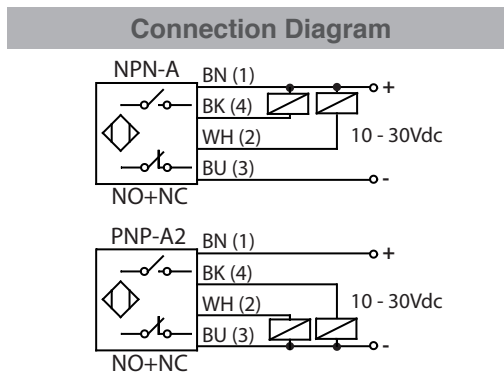 Connection Diagram
NPN-A
BN (1)
+
BK (4)
WH (2)
10 - 30Vdc
BU (3)
-
NO+NC
PNP-A2
BN (1)
+
BK (4)
WH (2)
10 - 30Vdc
BU (3)
-
NO+NC